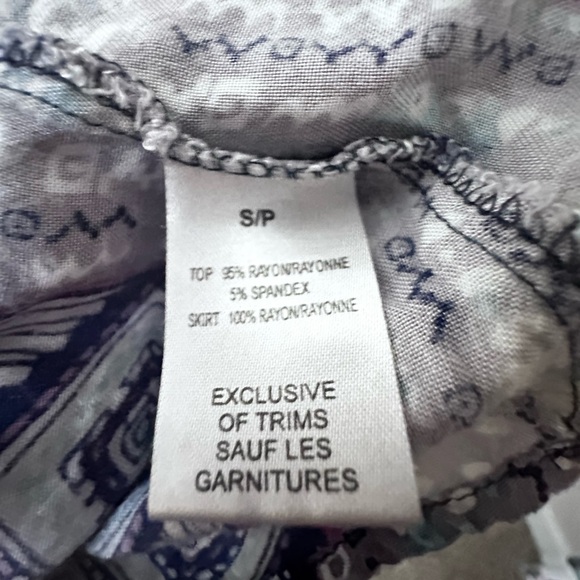 S/P
TOP 95% RAYON/RAYONNE
5% SPANDEX
SKIRT 100% RAYON/RAYONNE
EXCLUSIVE
OF TRIMS
SAUF LES
GARNITURES